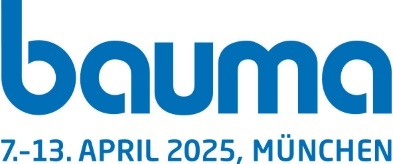 bauma
7.–13. APRIL 2025, MÜNCHEN